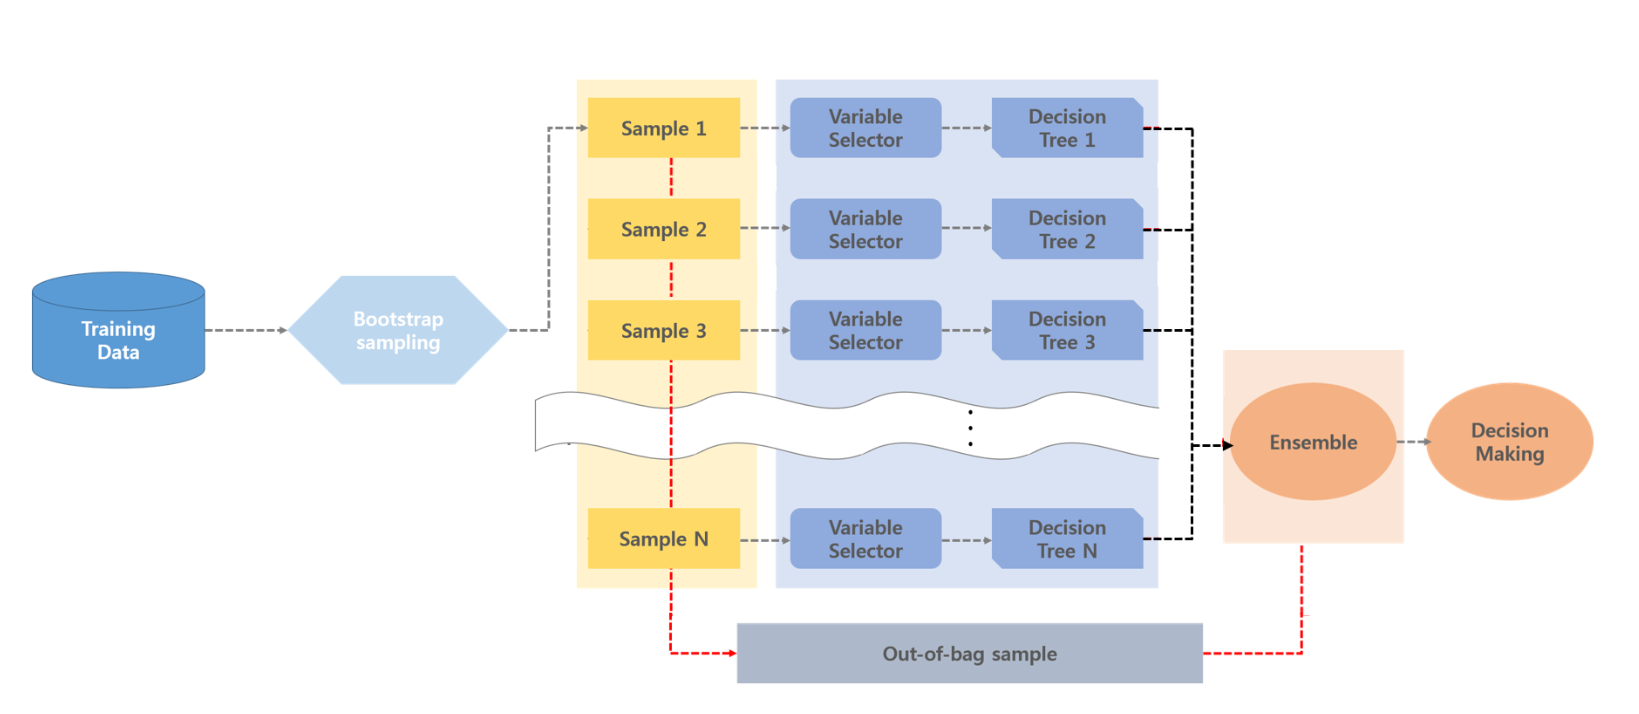 Training
Data
Bootstrap
sampling
Sample 1
Variable
Selector
Decision
Tree 1
Sample 2
Variable
Selector
Decision
Tree 2
Sample 3
Variable
Selector
Decision
Tree 3
Sample N
Variable
Selector
Decision
Tree N
Ensemble
Decision
Making
Out-of-bag sample